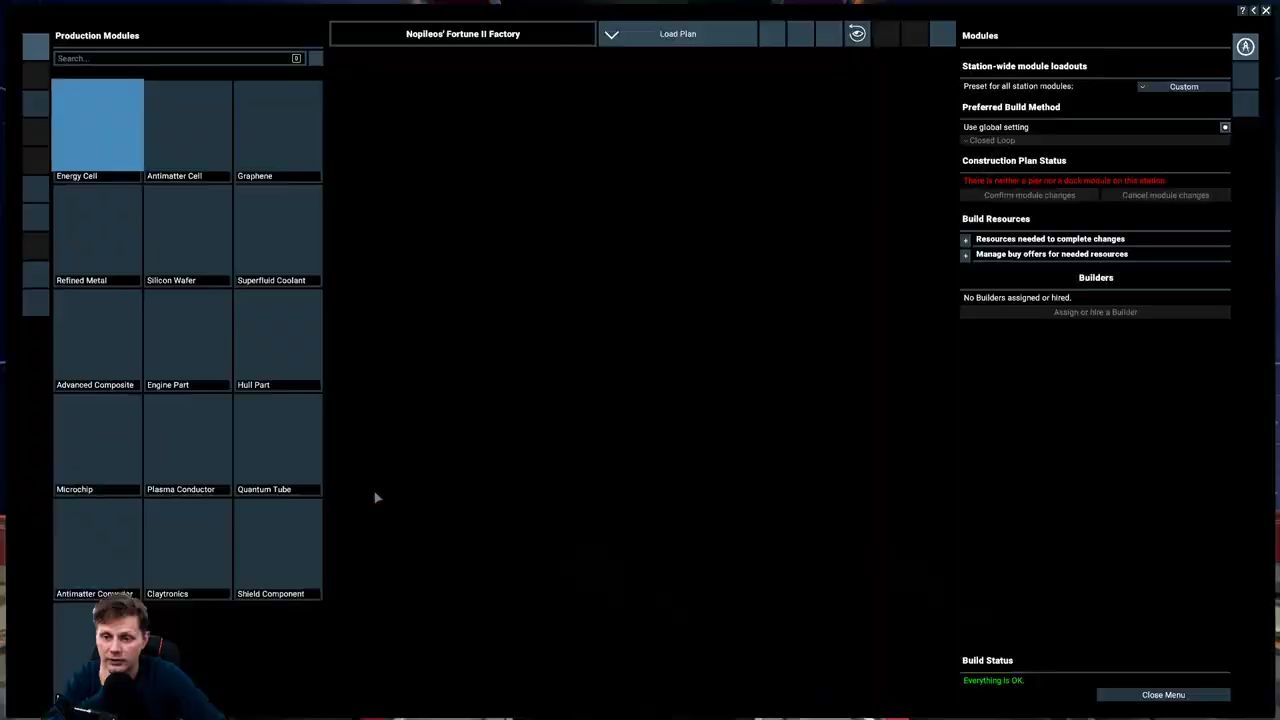 Production Modules
Search...
Energy Cell
Antimatter Cell
Graphene
Refined Metal
Silicon Wafer
Superfluid Coolant
Advanced Composite
Engine Part
Hull Part
Microchip
Plasma Conductor
Quantum Tube
Antimatter
Claytronics
Shield Component
Nopileos' Fortune II Factory
Load Plan
?
Modules
Station-wide module loadouts
Preset for all station modules:
Custom
Preferred Build Method
Use global setting
- Closed Loop
Construction Plan Status
There is neither a pier nor a dock module on this station.
Confirm module changes
Cancel module changes
Build Resources
+ Resources needed to complete changes
+ Manage buy offers for needed resources
Builders
No Builders assigned or hired.
Assign or hire a Builder
Build Status
Everything is OK.
Close Menu